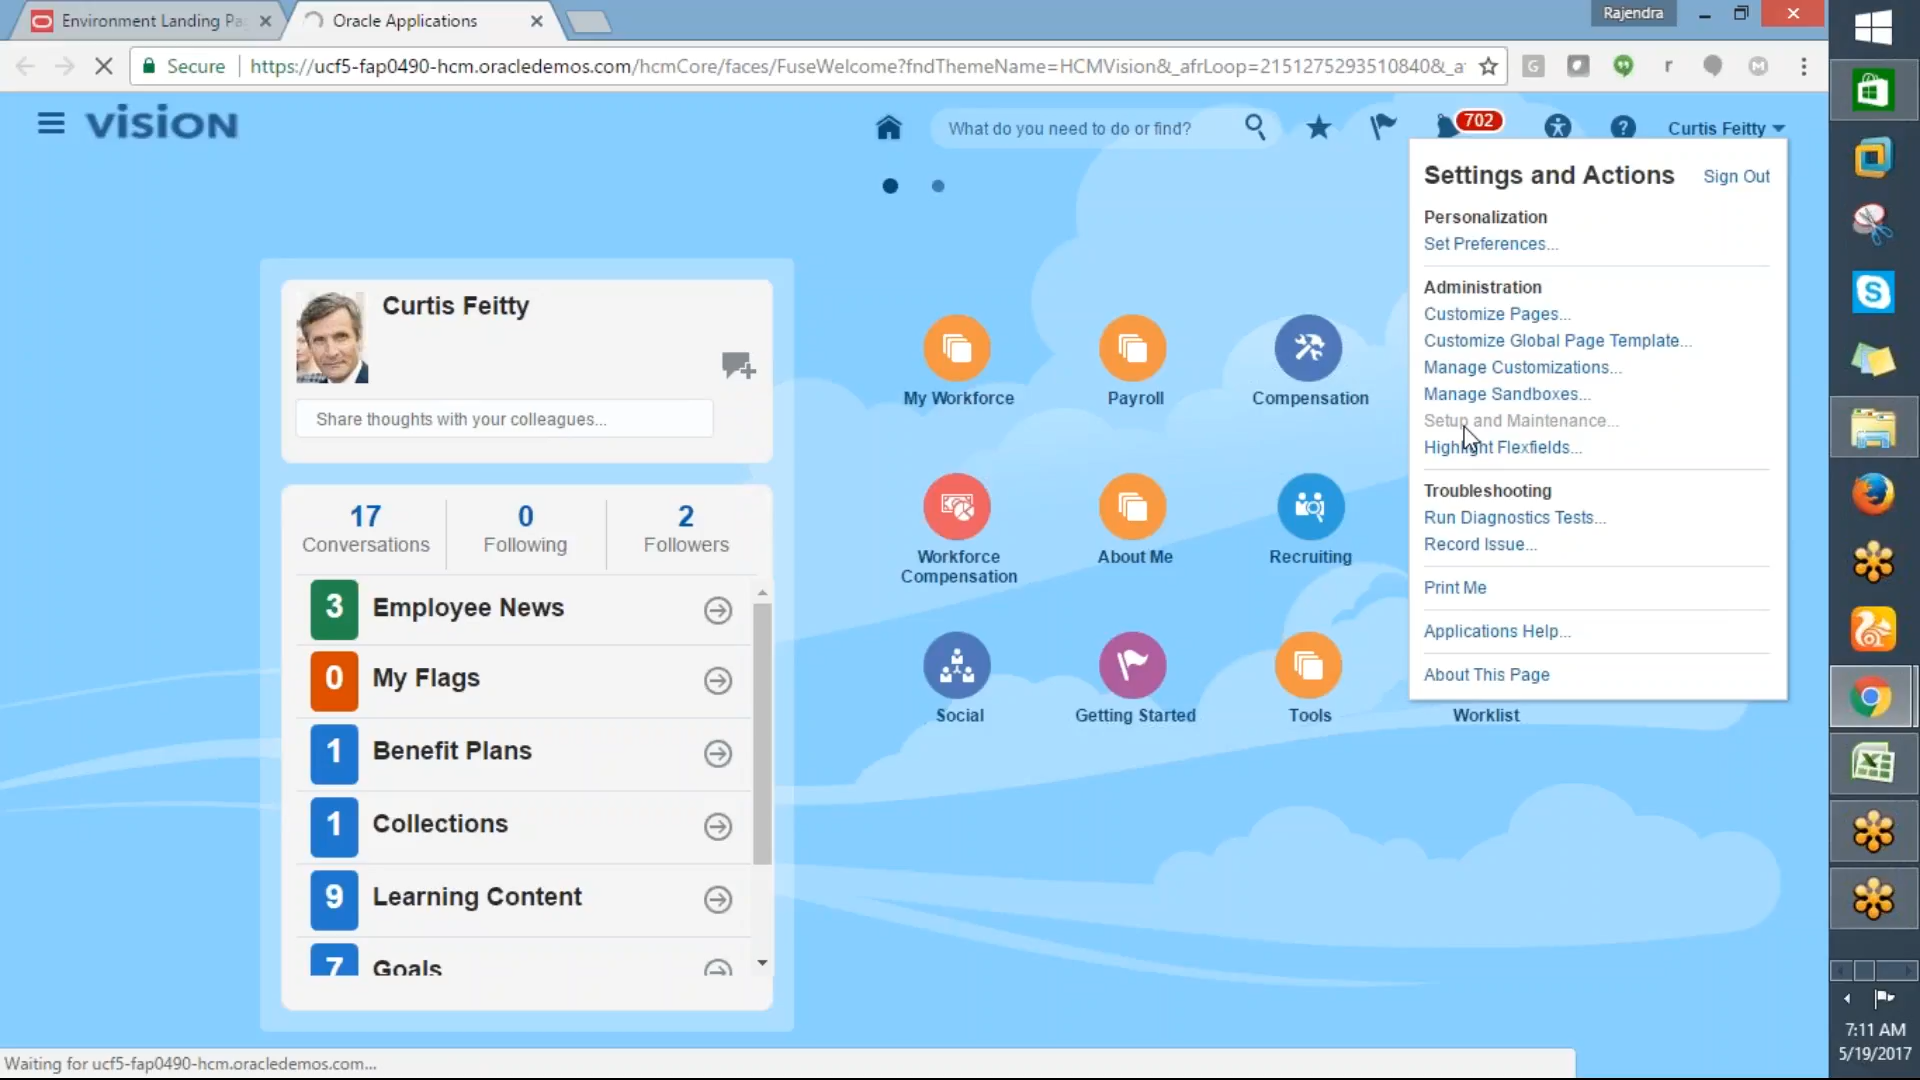 Environment Landing Pa
Oracle Applications
Rajendra
Secure
https://ucf5-fap0490-hcm.oracledemos.com/hcmCore/faces/FuseWelcome?fndThemeName=HCMVision&_afrLoop=2151275293510840&_a
VISION
What do you need to do or find?
702
Curtis Feitty
Settings and Actions
Sign Out
Personalization
Set Preferences...
Administration
Customize Pages...
Customize Global Page Template...
Manage Customizations...
Manage Sandboxes...
Setup and Maintenance...
Highlight Flexfields...
Troubleshooting
Run Diagnostics Tests...
Record Issue...
Print Me
Applications Help...
About This Page
Curtis Feitty
Share thoughts with your colleagues...
17
Conversations
0
Following
2
Followers
3 Employee News
0 My Flags
1 Benefit Plans
1 Collections
9 Learning Content
7 Goals
My Workforce
Payroll
Compensation
Workforce
Compensation
About Me
Recruiting
Social
Getting Started
Tools
Worklist
Waiting for ucf5-fap0490-hcm.oracledemos.com...
7:11 AM
5/19/2017